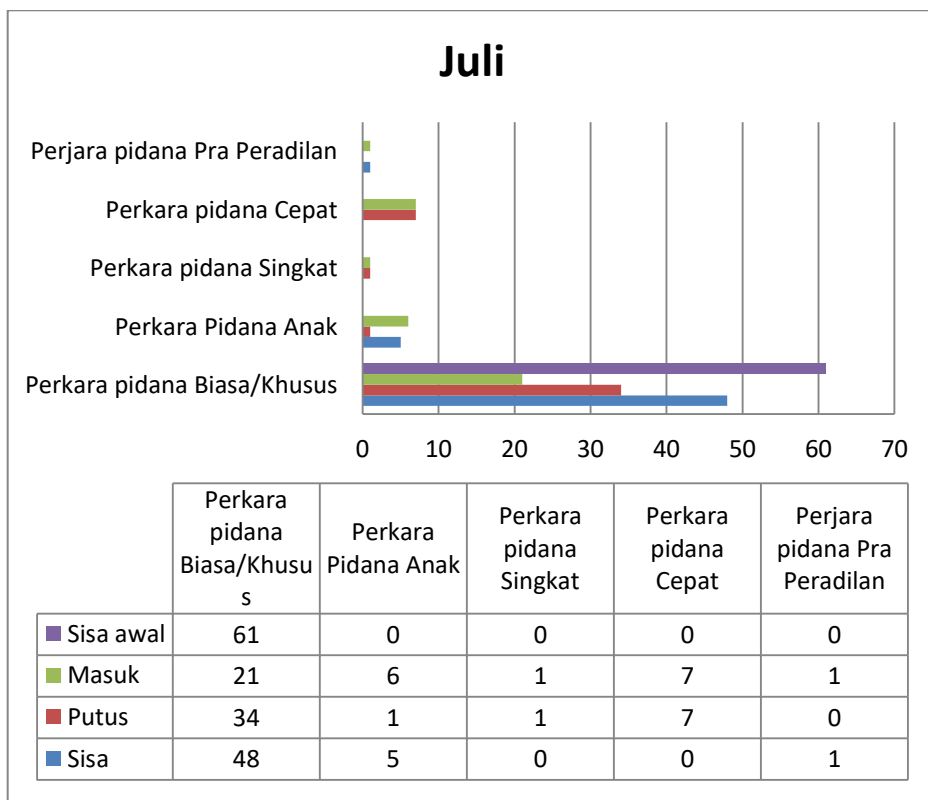 Juli
Perjara pidana Pra Peradilan
Perkara pidana Cepat
Perkara pidana Singkat
Perkara Pidana Anak
Perkara pidana Biasa/Khusus
0 10 20 30 40 50 60 70
Perkara
pidana
Biasa/Khusu
s
Perkara
Pidana Anak
Perkara
pidana
Singkat
Perkara
pidana
Cepat
Perjara
pidana Pra
Peradilan
Sisa awal 61 0 0 0 0
Masuk 21 6 1 7 1
Putus 34 1 1 7 0
Sisa 48 5 0 0 1